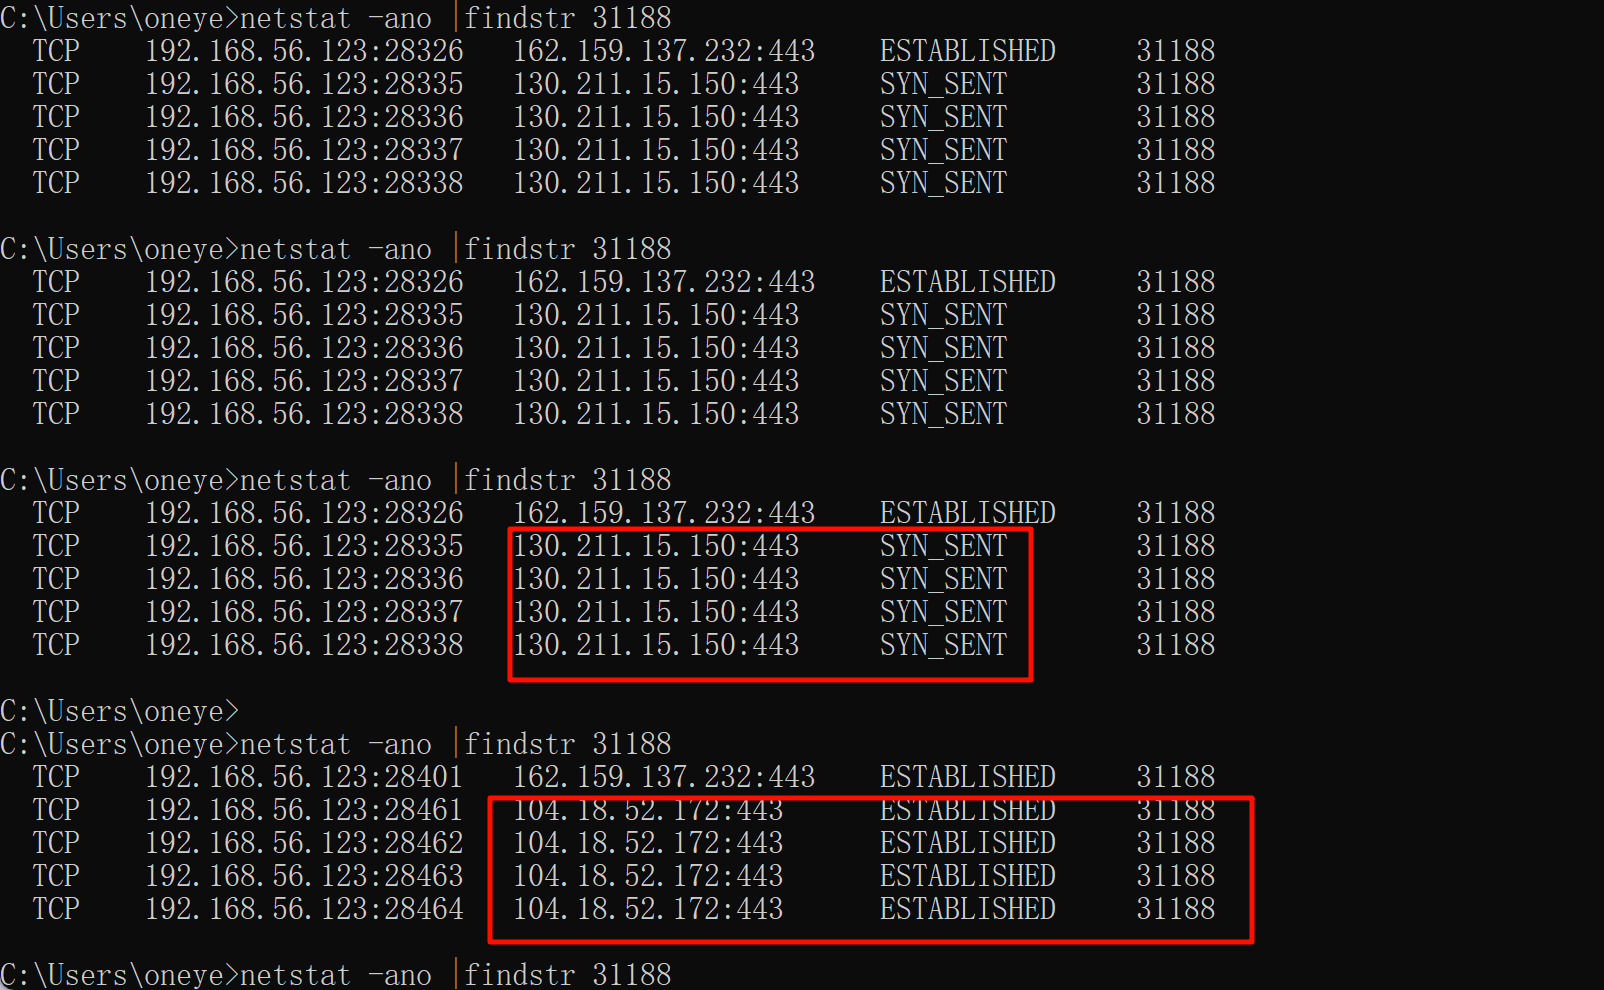 C:\Users\oneye>netstat -ano |findstr 31188
TCP 192.168.56.123:28326 162.159.137.232:443 ESTABLISHED 31188
TCP 192.168.56.123:28335 130.211.15.150:443 SYN_SENT 31188
TCP 192.168.56.123:28336 130.211.15.150:443 SYN_SENT 31188
TCP 192.168.56.123:28337 130.211.15.150:443 SYN_SENT 31188
TCP 192.168.56.123:28338 130.211.15.150:443 SYN_SENT 31188
C:\Users\oneye>netstat -ano |findstr 31188
TCP 192.168.56.123:28326 162.159.137.232:443 ESTABLISHED 31188
TCP 192.168.56.123:28335 130.211.15.150:443 SYN_SENT 31188
TCP 192.168.56.123:28336 130.211.15.150:443 SYN_SENT 31188
TCP 192.168.56.123:28337 130.211.15.150:443 SYN_SENT 31188
TCP 192.168.56.123:28338 130.211.15.150:443 SYN_SENT 31188
C:\Users\oneye>netstat -ano |findstr 31188
TCP 192.168.56.123:28326 162.159.137.232:443 ESTABLISHED 31188
TCP 192.168.56.123:28335 130.211.15.150:443 SYN_SENT 31188
TCP 192.168.56.123:28336 130.211.15.150:443 SYN_SENT 31188
TCP 192.168.56.123:28337 130.211.15.150:443 SYN_SENT 31188
TCP 192.168.56.123:28338 130.211.15.150:443 SYN_SENT 31188
C:\Users\oneye>
C:\Users\oneye>netstat -ano |findstr 31188
TCP 192.168.56.123:28401 162.159.137.232:443 ESTABLISHED 31188
TCP 192.168.56.123:28461 104.18.52.172:443 ESTABLISHED 31188
TCP 192.168.56.123:28462 104.18.52.172:443 ESTABLISHED 31188
TCP 192.168.56.123:28463 104.18.52.172:443 ESTABLISHED 31188
TCP 192.168.56.123:28464 104.18.52.172:443 ESTABLISHED 31188
C:\Users\oneye>netstat -ano |findstr 31188